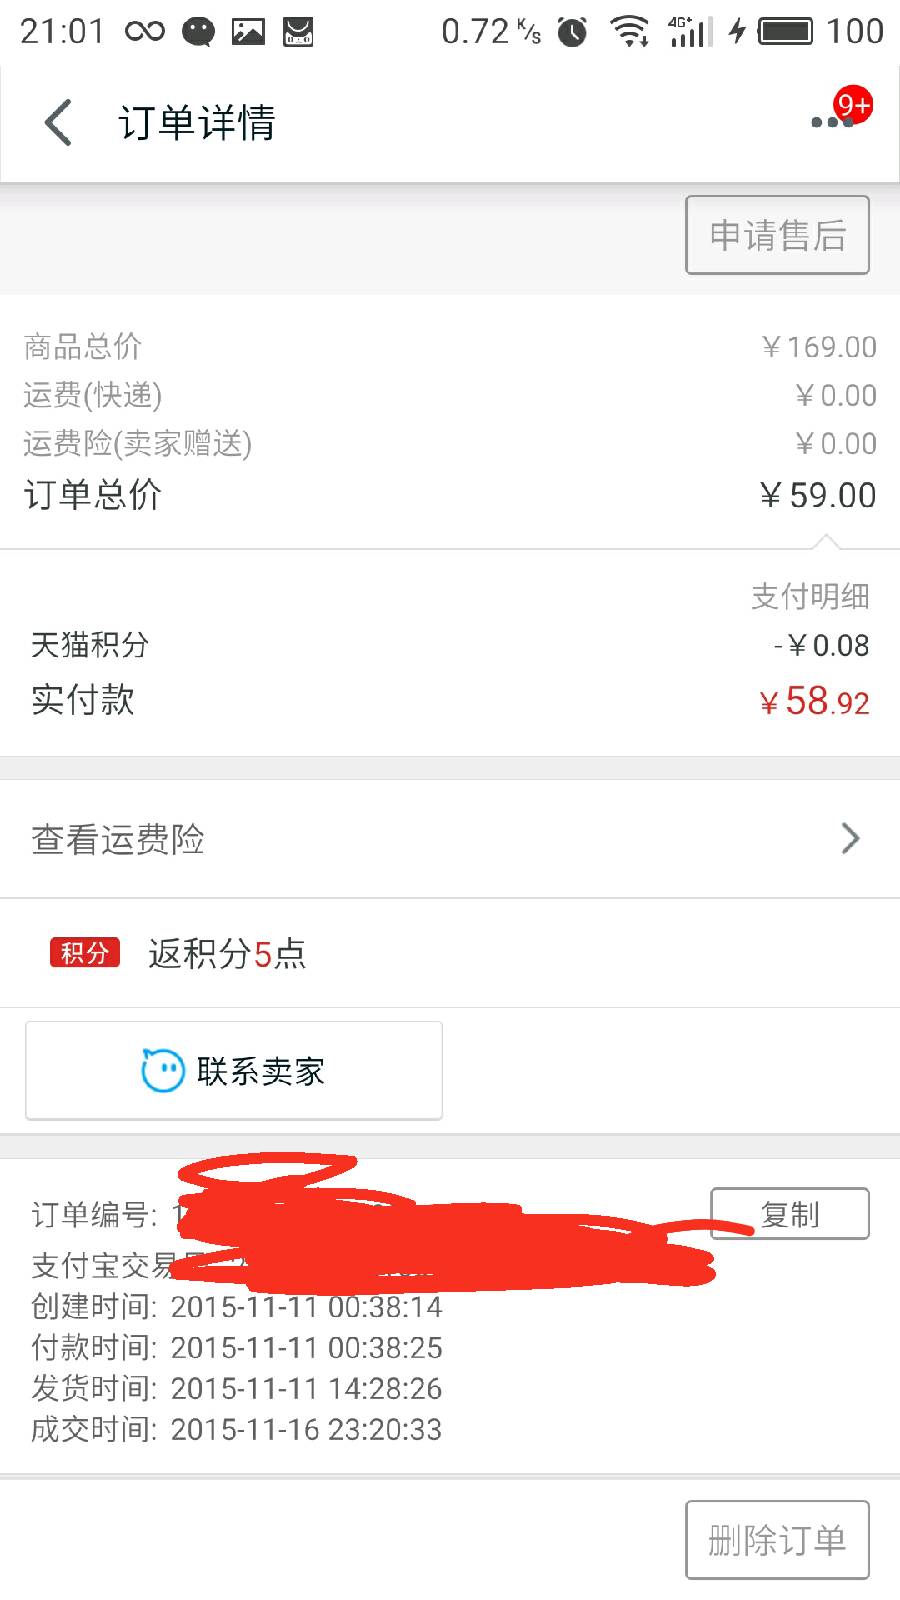 21:01 0.72 K/s 4G+ 100
订单详情
9+
申请售后
商品总价 ￥169.00
运费(快递) ￥0.00
运费险(卖家赠送) ￥0.00
订单总价 ￥59.00
支付明细
天猫积分 -￥0.08
实付款 ￥58.92
查看运费险
积分 返积分5点
联系卖家
订单编号: 复制
支付宝交易
创建时间: 2015-11-11 00:38:14
付款时间: 2015-11-11 00:38:25
发货时间: 2015-11-11 14:28:26
成交时间: 2015-11-16 23:20:33
删除订单